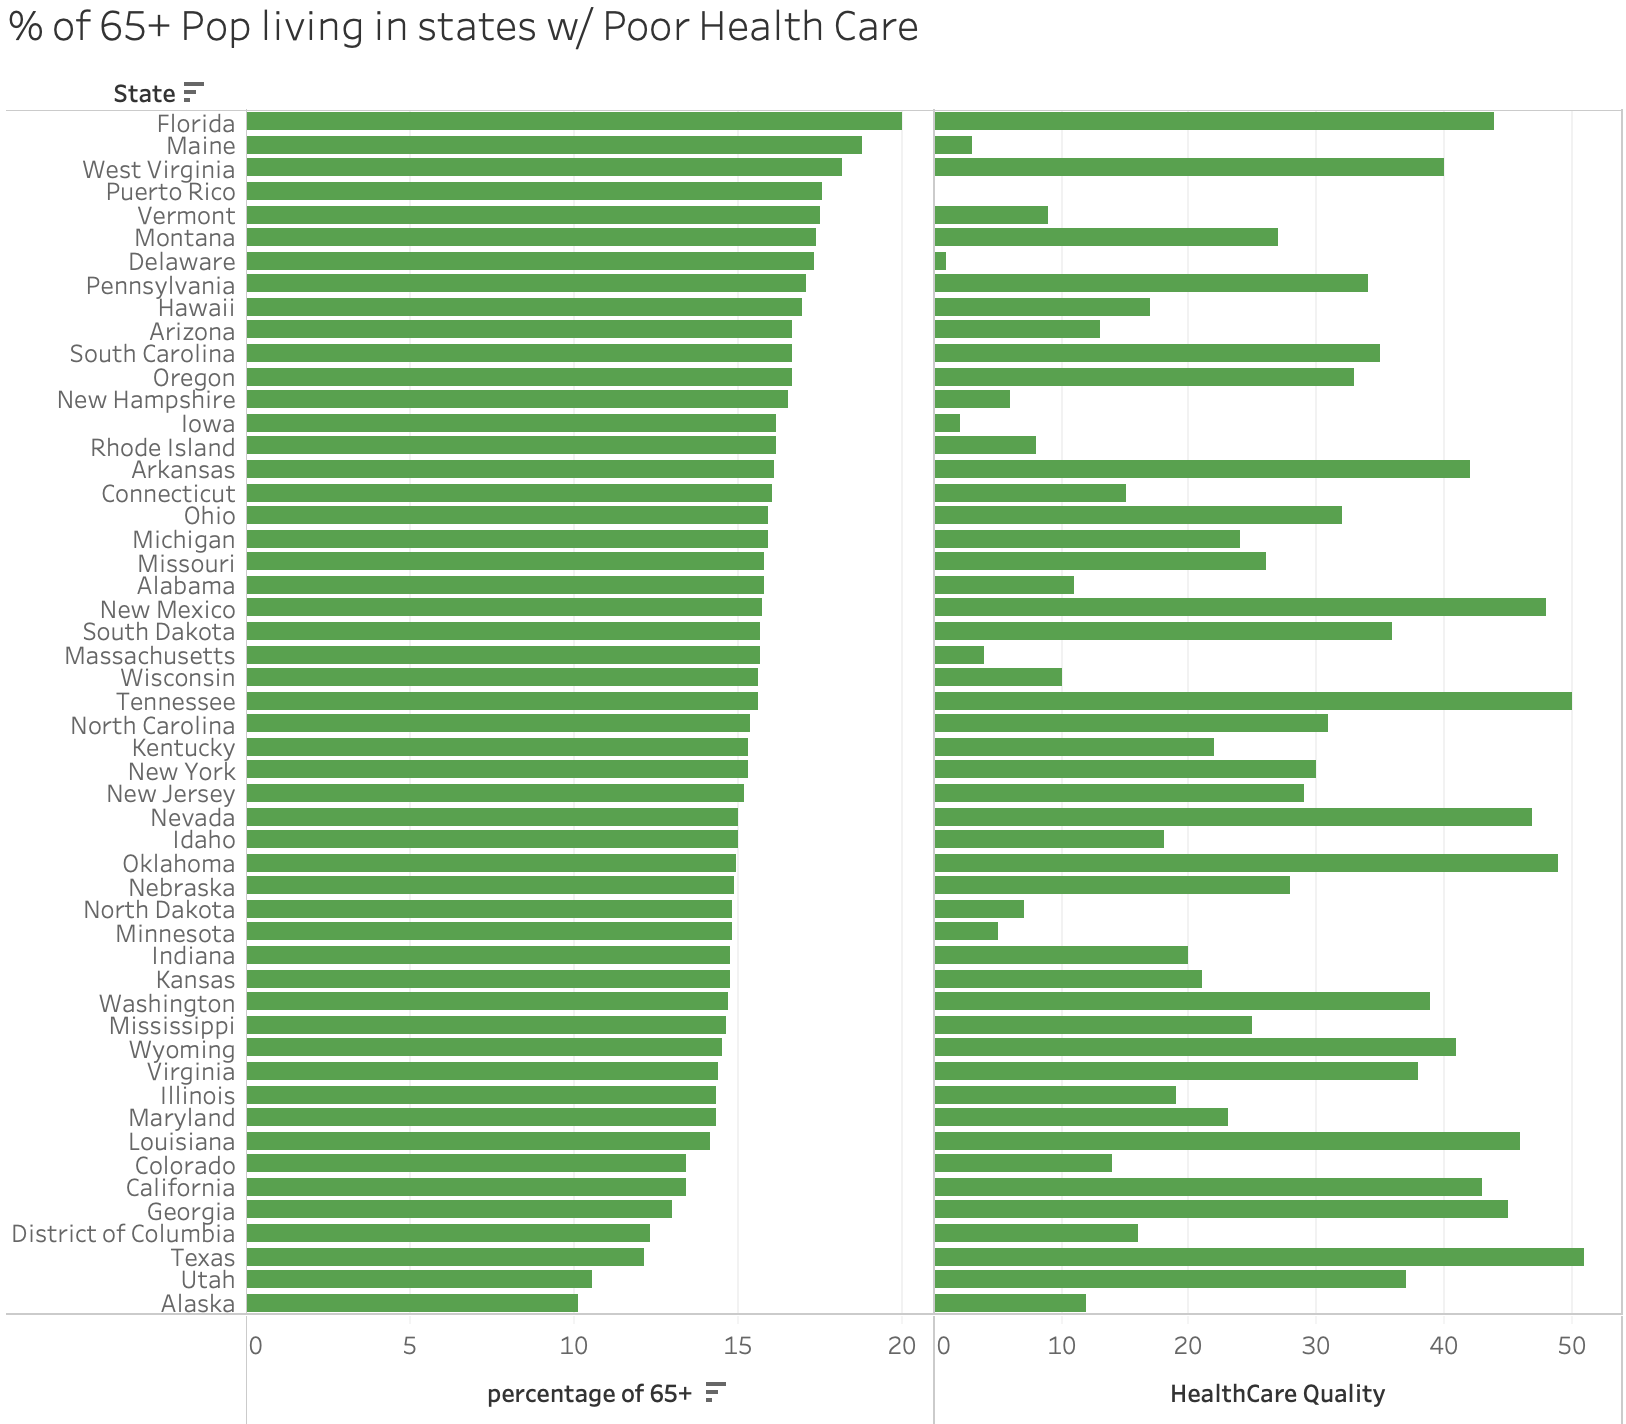 % of 65+ Pop living in states w/ Poor Health Care
State
Florida
Maine
West Virginia
Puerto Rico
Vermont
Montana
Delaware
Pennsylvania
Hawaii
Arizona
South Carolina
Oregon
New Hampshire
Iowa
Rhode Island
Arkansas
Connecticut
Ohio
Michigan
Missouri
Alabama
New Mexico
South Dakota
Massachusetts
Wisconsin
Tennessee
North Carolina
Kentucky
New York
New Jersey
Nevada
Idaho
Oklahoma
Nebraska
North Dakota
Minnesota
Indiana
Kansas
Washington
Mississippi
Wyoming
Virginia
Illinois
Maryland
Louisiana
Colorado
California
Georgia
District of Columbia
Texas
Utah
Alaska
0 5 10 15 20 0 10 20 30 40 50
percentage of 65+ HealthCare Quality